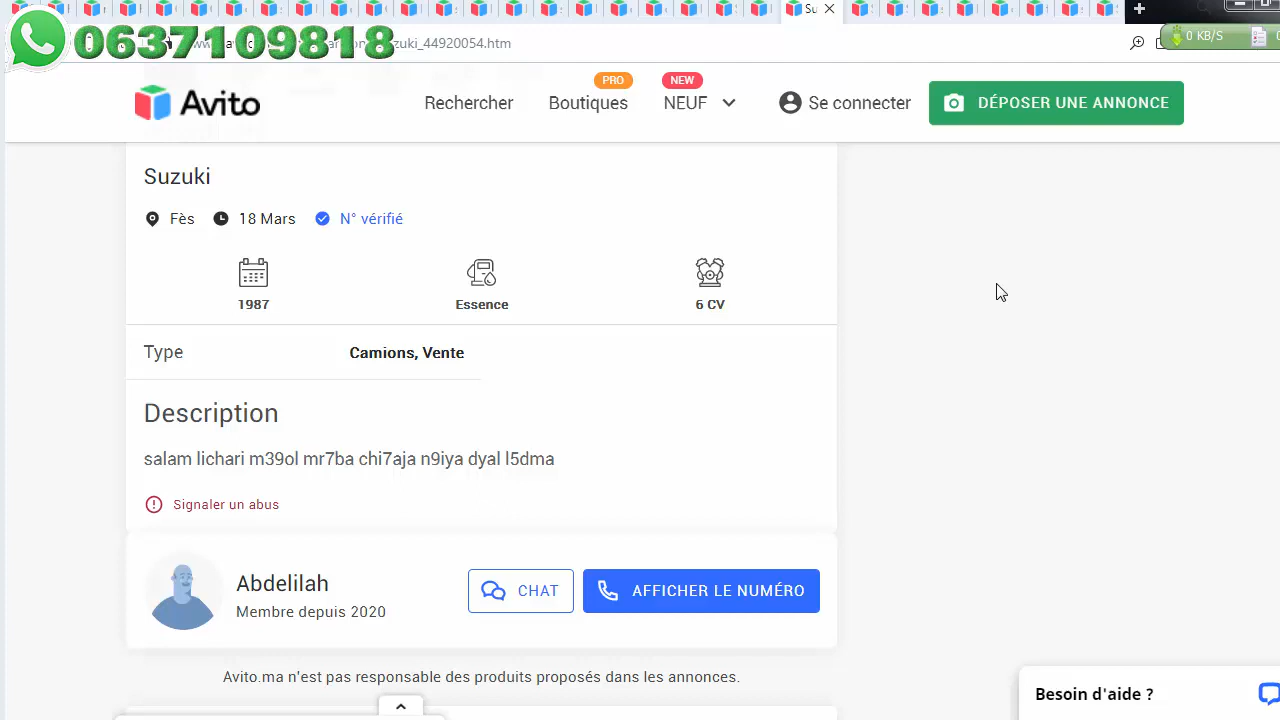 0637109818
Su
0 KB/S
uzuki_44920054.htm
Avito
Rechercher
PRO
Boutiques
NEW
NEUF
Se connecter
DÉPOSER UNE ANNONCE
Suzuki
Fès
18 Mars
N° vérifié
1987
Essence
6 CV
Type
Camions, Vente
Description
salam lichari m39ol mr7ba chi7aja n9iya dyal l5dma
Signaler un abus
Abdelilah
Membre depuis 2020
CHAT
AFFICHER LE NUMÉRO
Avito.ma n'est pas responsable des produits proposés dans les annonces.
Besoin d'aide ?